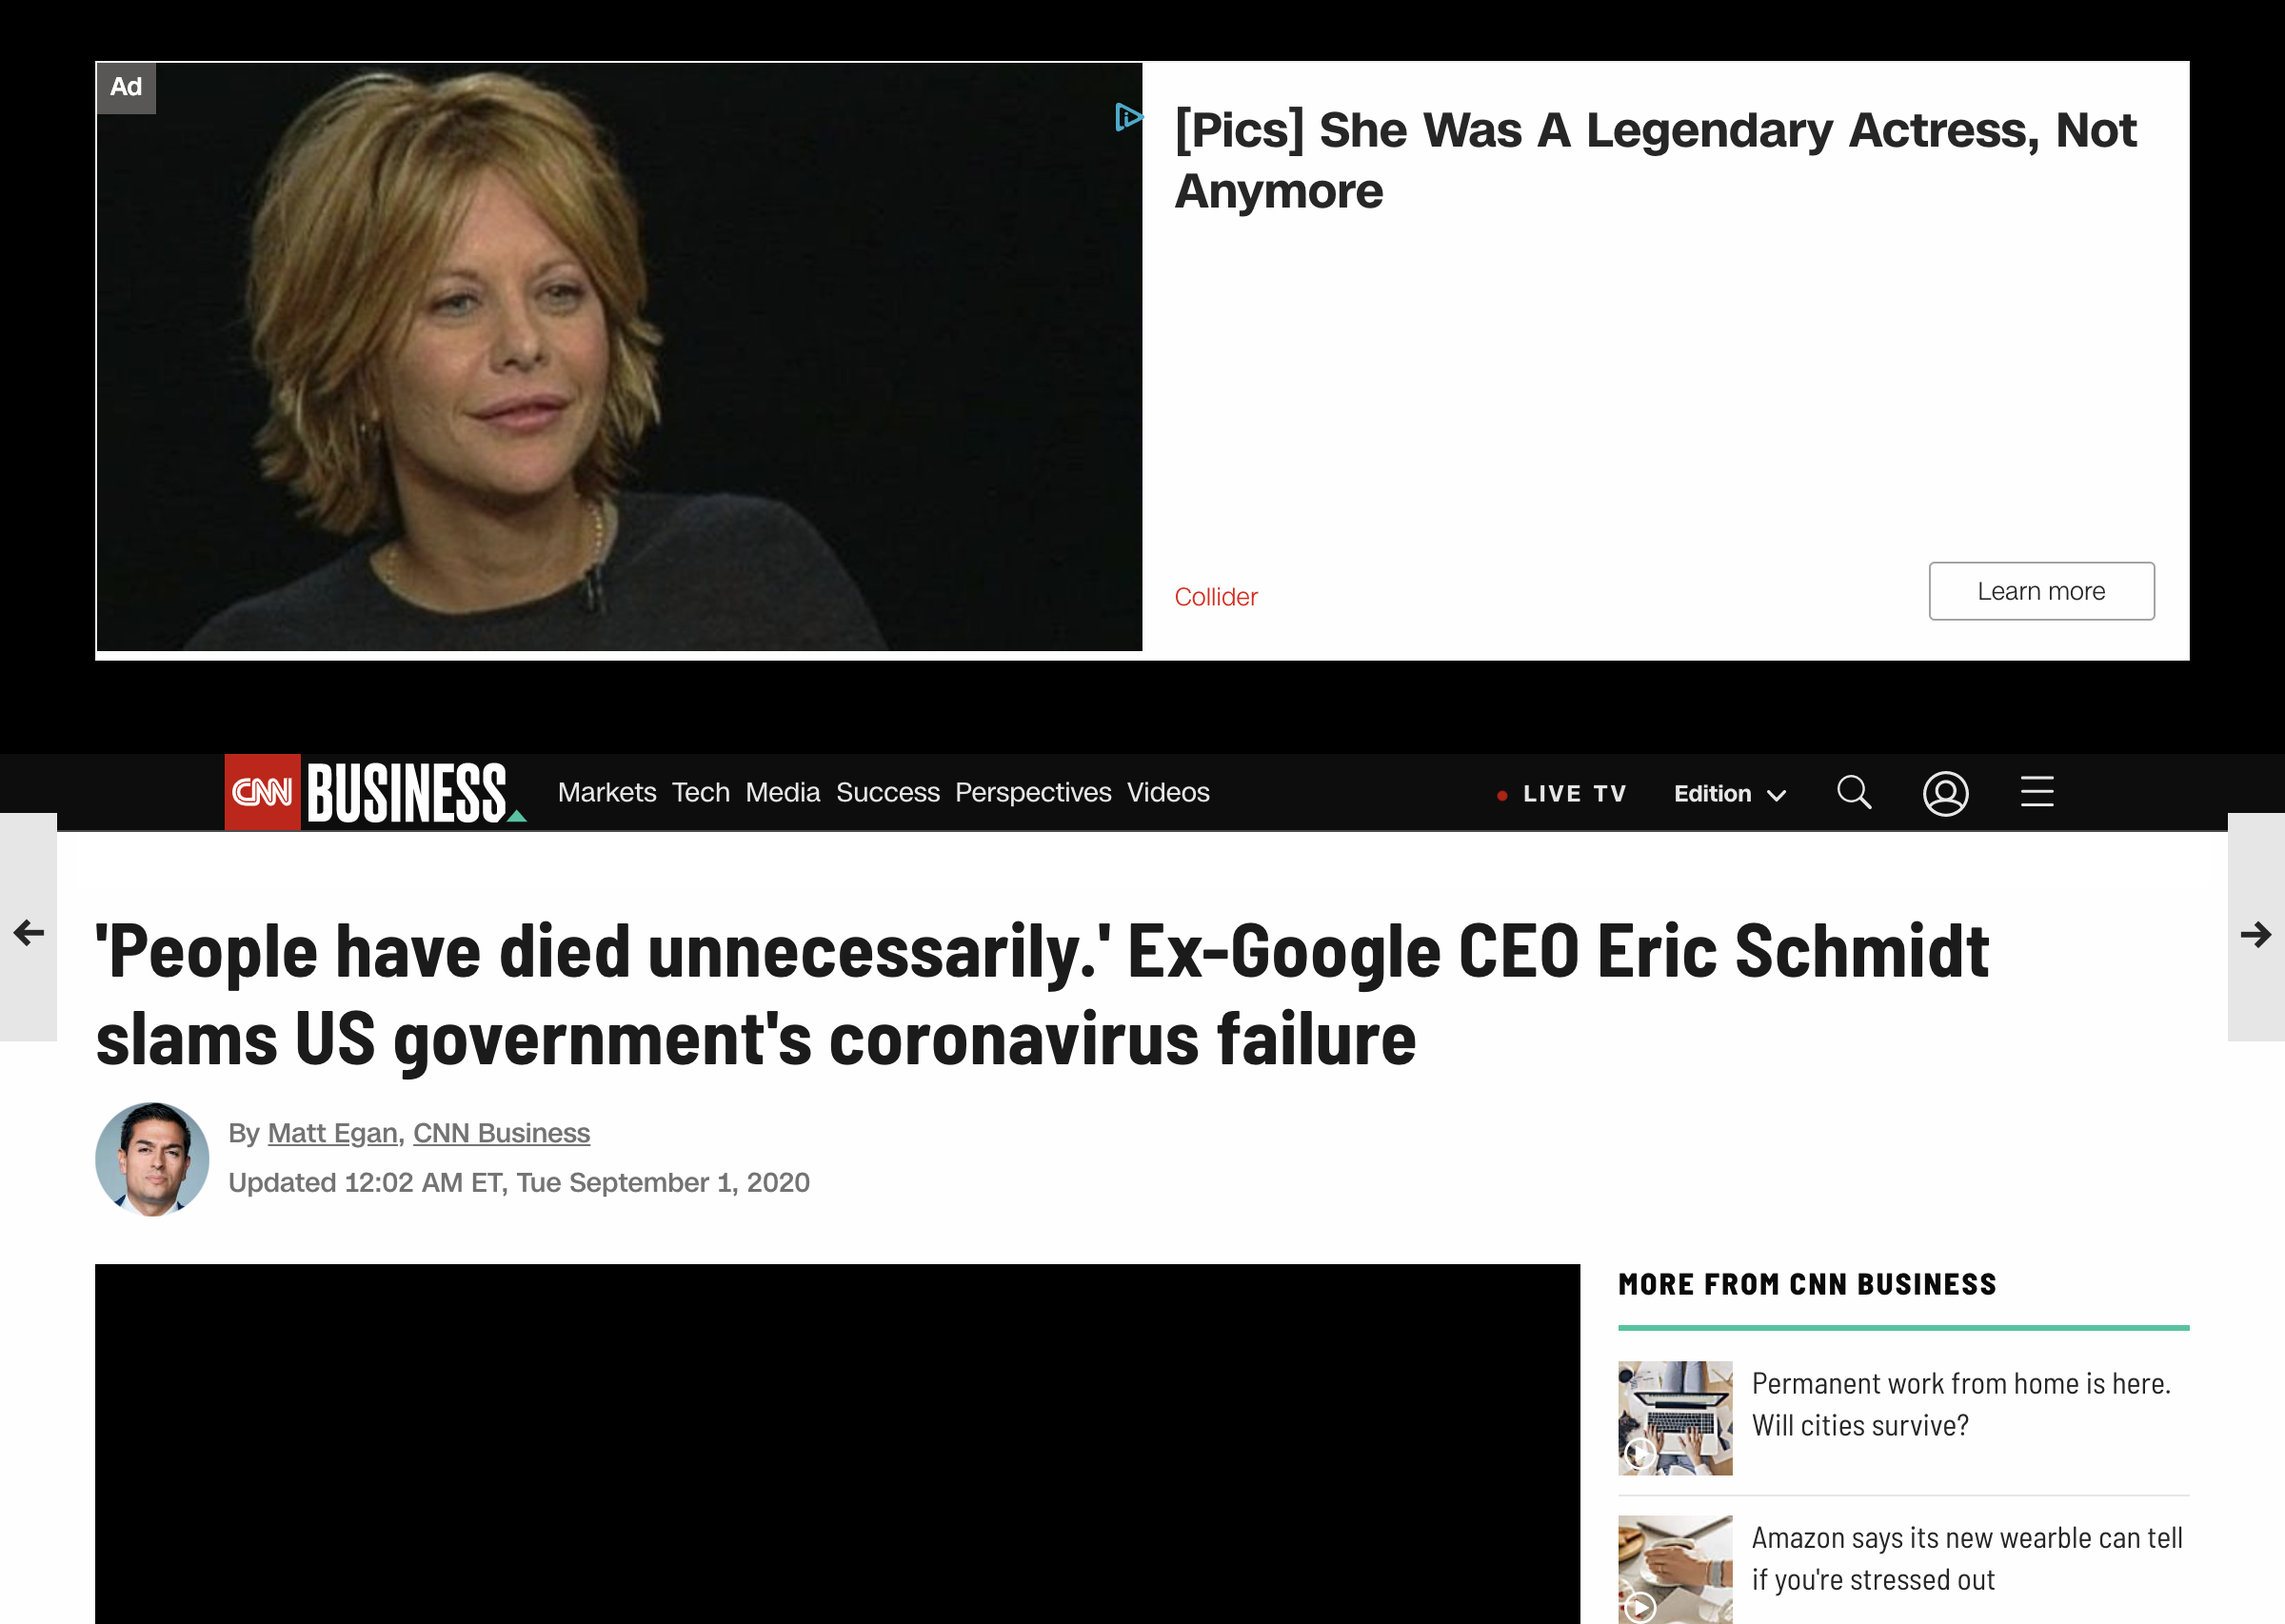 Ad
[Pics] She Was A Legendary Actress, Not
Anymore
Collider
Learn more
CNN BUSINESS
Markets Tech Media Success Perspectives Videos
LIVE TV
Edition
'People have died unnecessarily.' Ex-Google CEO Eric Schmidt
slams US government's coronavirus failure
By Matt Egan, CNN Business
Updated 12:02 AM ET, Tue September 1, 2020
MORE FROM CNN BUSINESS
Permanent work from home is here.
Will cities survive?
Amazon says its new wearble can tell
if you're stressed out